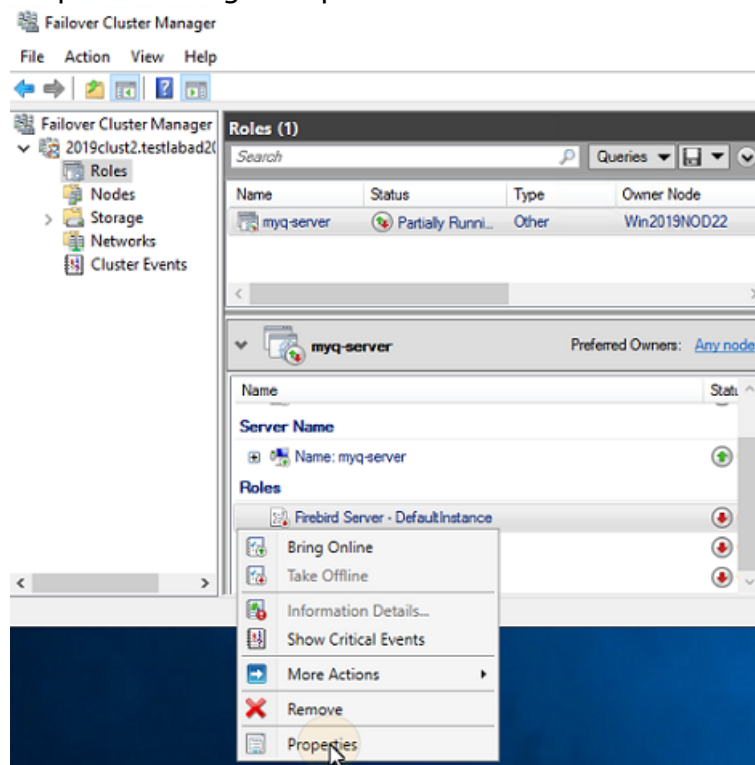 Failover Cluster Manager
File Action View Help
Failover Cluster Manager
2019clust2.testlabad2(
Roles
Nodes
Storage
Networks
Cluster Events
Roles (1)
Search
Queries
Name Status Type Owner Node
myq-server Partially Runni... Other Win2019NOD22
myq-server Preferred Owners: Any node
Name Statu
Server Name
Name: myq-server
Roles
Firebird Server - DefaultInstance
Bring Online
Take Offline
Information Details...
Show Critical Events
More Actions
Remove
Properties